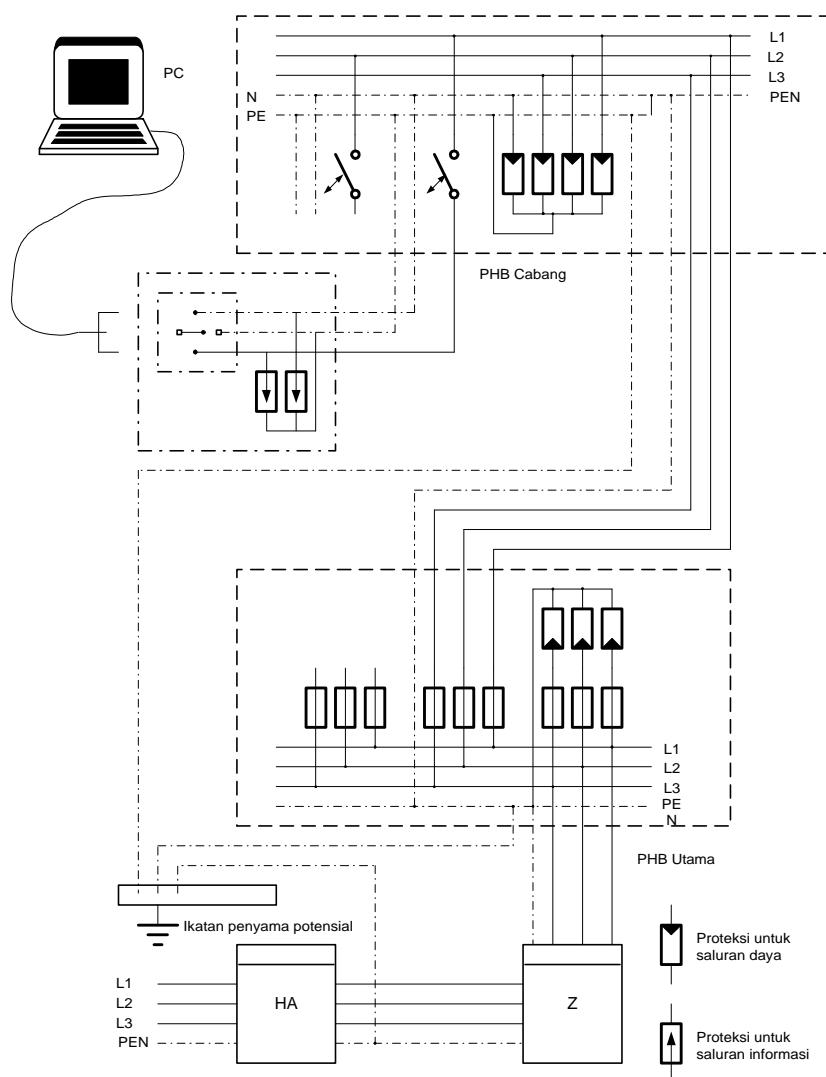 L1
PC
L2
L3
N
PEN
PE
PHB Cabang
L1
L2
L3
PE
N
PHB Utama
Ikatan penyama potensial
Proteksi untuk
saluran daya
L1
HA
Z
L2
L3
PEN
Proteksi untuk
saluran informasi